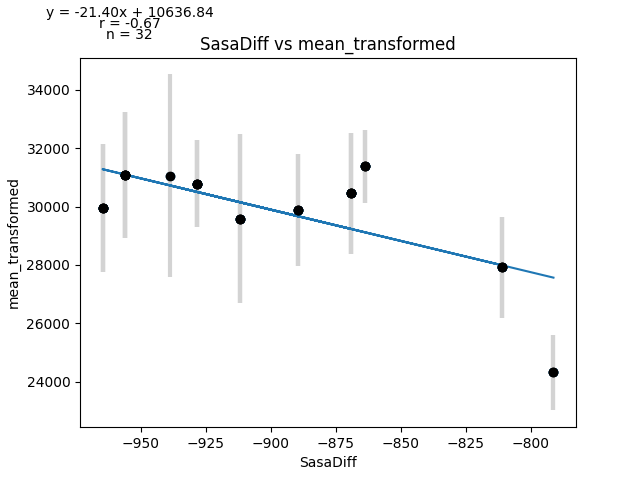 y = -21.40x + 10636.84
r = -0.67
n = 32
SasaDiff vs mean_transformed
34000
32000
30000
28000
26000
24000
mean_transformed
−950
−925
−900
−875
−850
−825
−800
SasaDiff